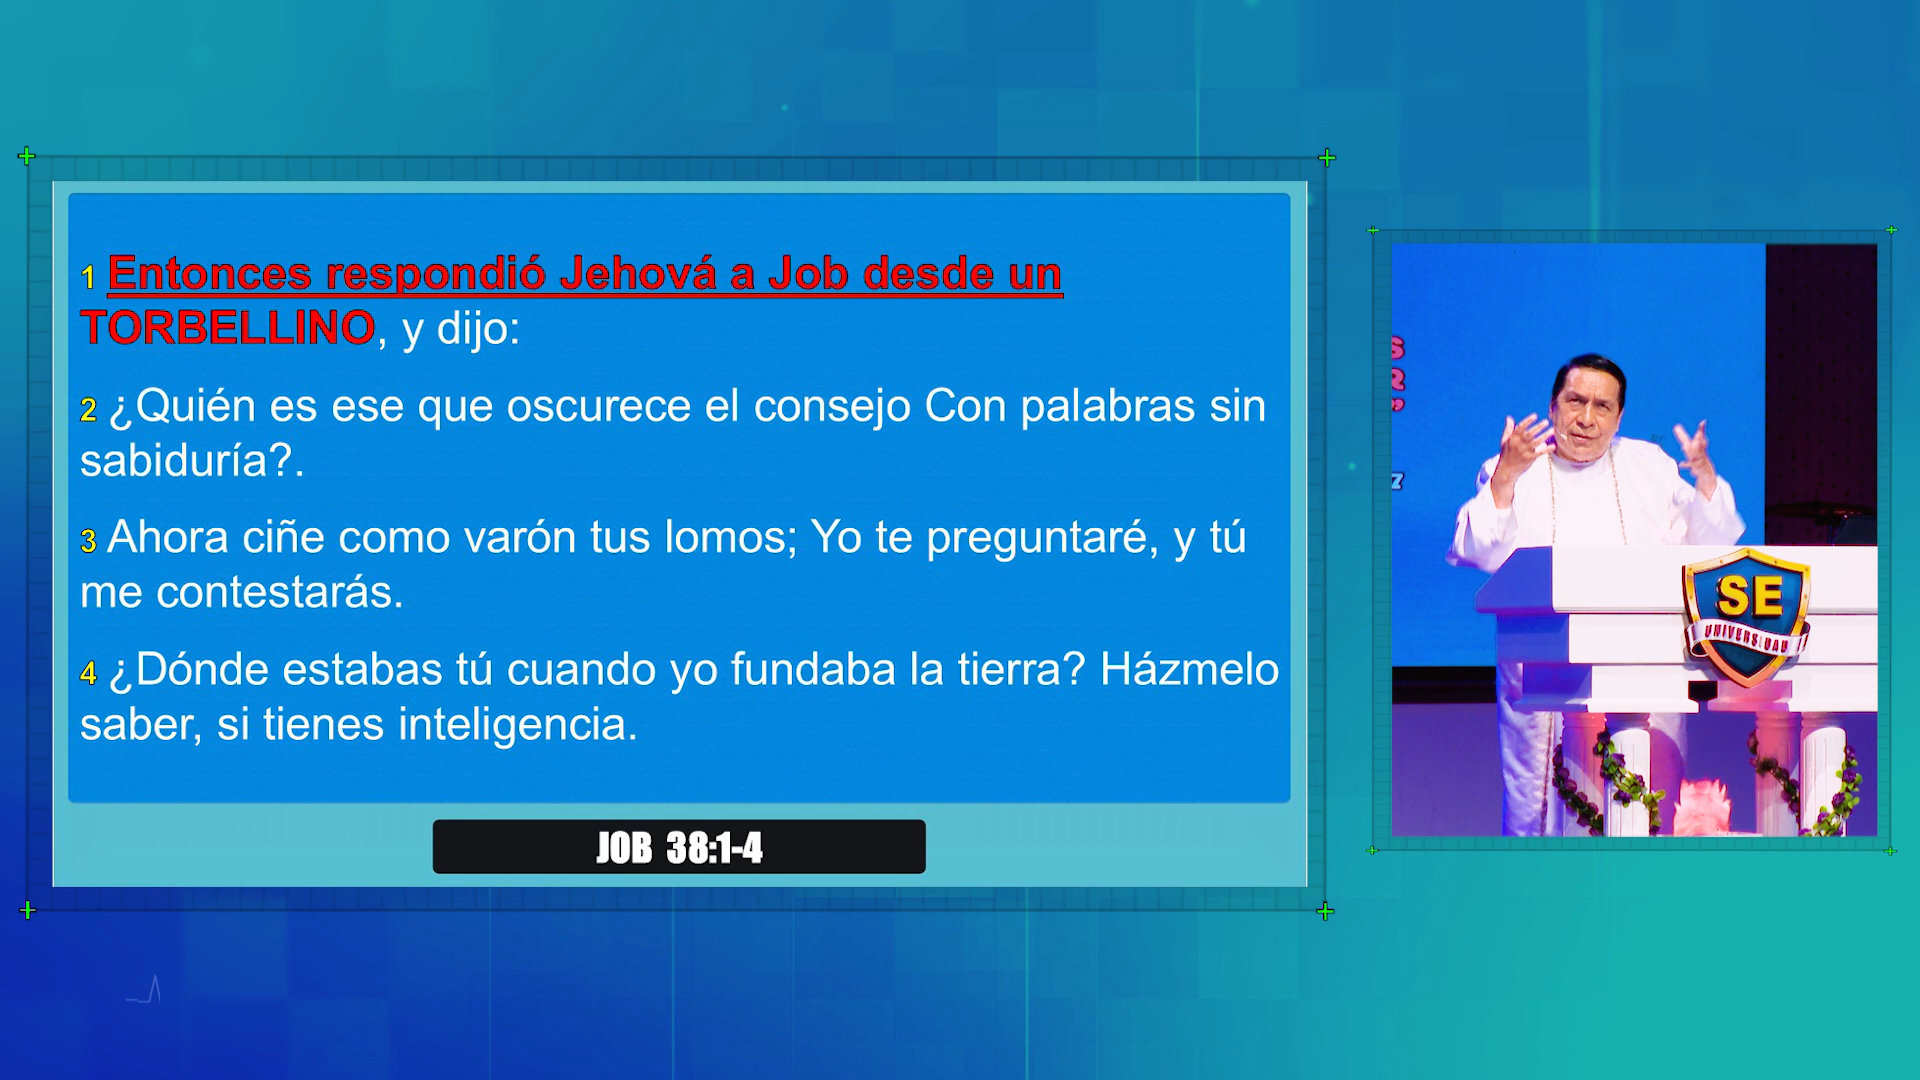 1 Entonces respondió Jehová a Job desde un
TORBELLINO, y dijo:
2 ¿Quién es ese que oscurece el consejo Con palabras sin
sabiduría?.
3 Ahora ciñe como varón tus lomos; Yo te preguntaré, y tú
me contestarás.
4 ¿Dónde estabas tú cuando yo fundaba la tierra? Házmelo
saber, si tienes inteligencia.
JOB 38:1-4
S
R
Z
SE
UNIVERSIDAD